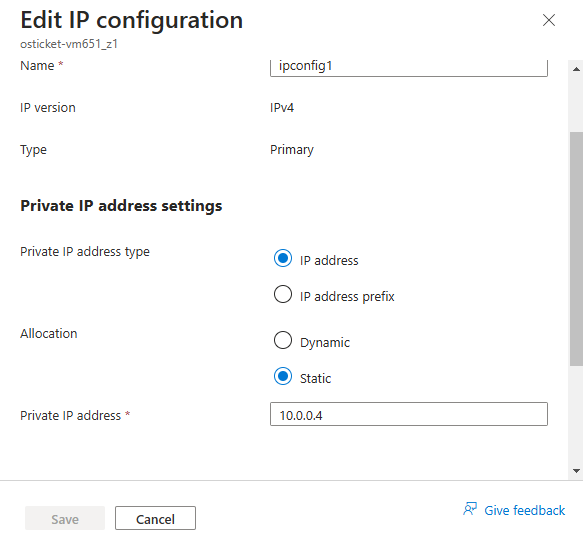 Edit IP configuration
osticket-vm651_z1
Name * ipconfig1
IP version IPv4
Type Primary
Private IP address settings
Private IP address type IP address
IP address prefix
Allocation Dynamic
Static
Private IP address * 10.0.0.4
Save Cancel Give feedback